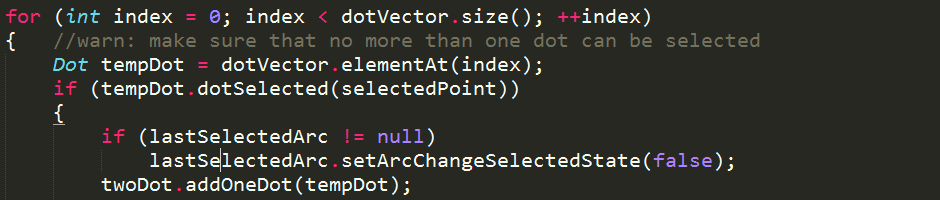 for (int index = 0; index < dotVector.size(); ++index)
{   //warn: make sure that no more than one dot can be selected
    Dot tempDot = dotVector.elementAt(index);
    if (tempDot.dotSelected(selectedPoint))
    {
        if (lastSelectedArc != null)
            lastSelectedArc.setArcChangeSelectedState(false);
        twoDot.addOneDot(tempDot);